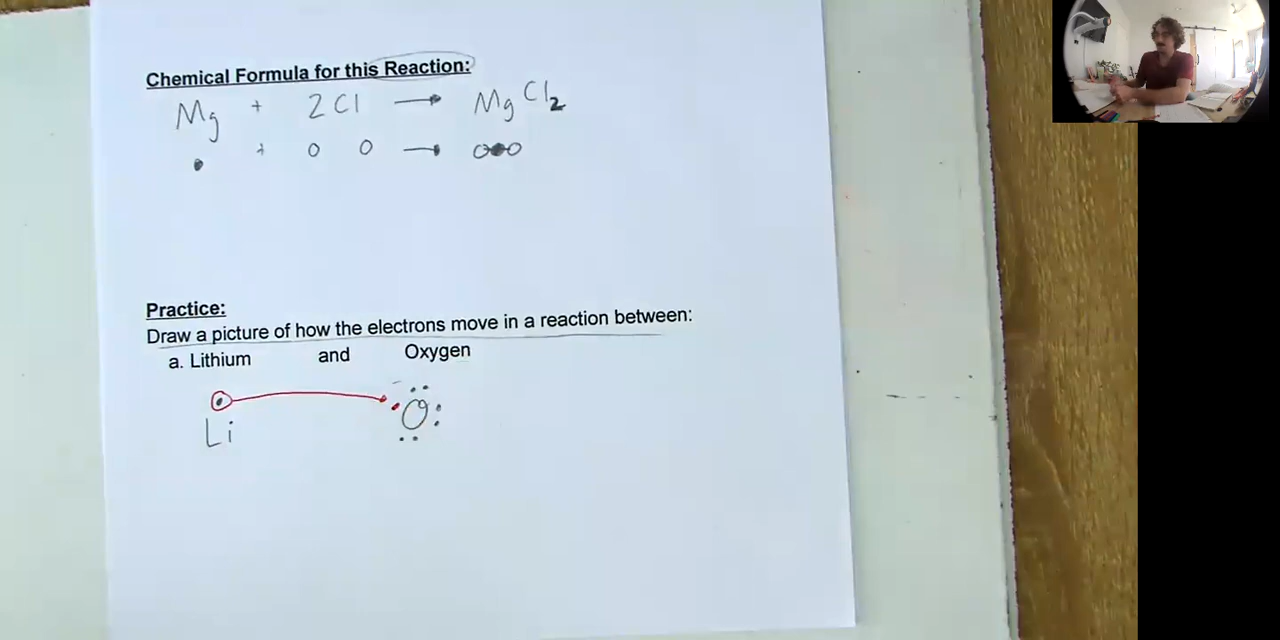 Chemical Formula for this Reaction:
Mg + 2Cl → MgCl₂
+ →
Practice:
Draw a picture of how the electrons move in a reaction between:
a. Lithium and Oxygen
Li O